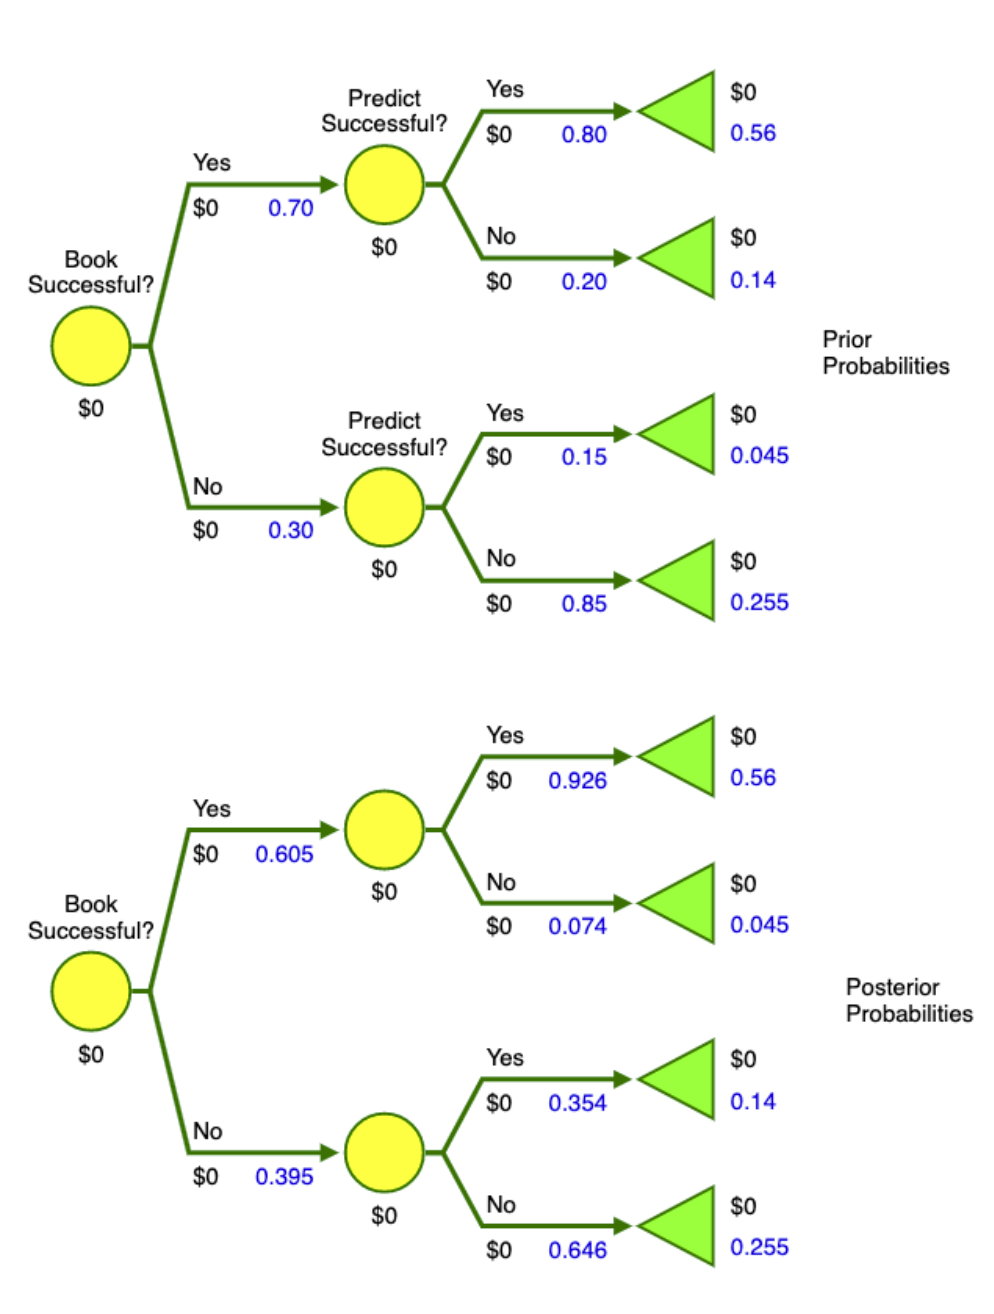 Predict
Successful?
Yes
$0 0.80
$0
0.56
Yes
$0 0.70
$0
No
$0 0.20
$0
0.14
Book
Successful?
$0
Prior
Probabilities
Predict
Successful?
Yes
$0 0.15
$0
0.045
No
$0 0.30
$0
No
$0 0.85
$0
0.255
Yes
$0 0.926
$0
0.56
Yes
$0 0.605
$0
No
$0 0.074
$0
0.045
Book
Successful?
$0
Posterior
Probabilities
Yes
$0 0.354
$0
0.14
No
$0 0.395
$0
No
$0 0.646
$0
0.255